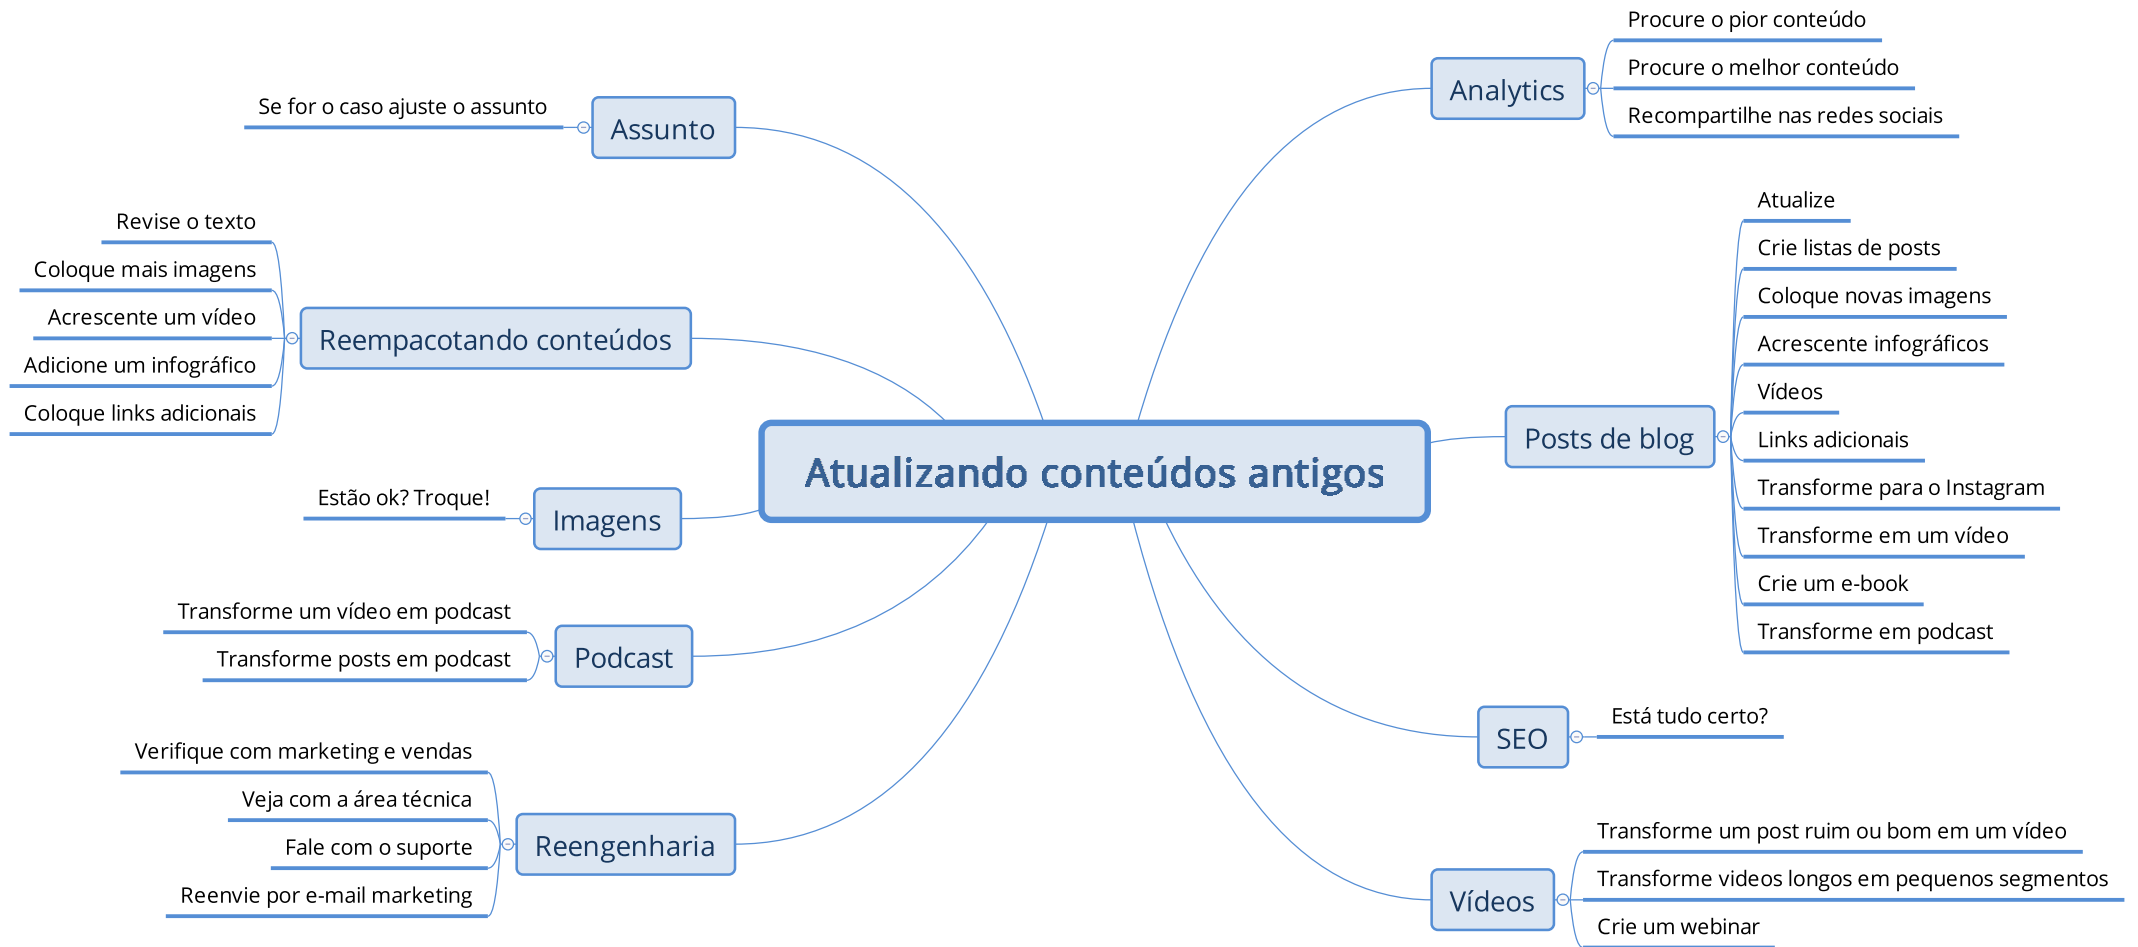 Atualizando conteúdos antigos
Analytics
Procure o pior conteúdo
Procure o melhor conteúdo
Recompartilhe nas redes sociais
Posts de blog
Atualize
Crie listas de posts
Coloque novas imagens
Acrescente infográficos
Vídeos
Links adicionais
Transforme para o Instagram
Transforme em um vídeo
Crie um e-book
Transforme em podcast
SEO
Está tudo certo?
Vídeos
Transforme um post ruim ou bom em um vídeo
Transforme videos longos em pequenos segmentos
Crie um webinar
Assunto
Se for o caso ajuste o assunto
Reempacotando conteúdos
Revise o texto
Coloque mais imagens
Acrescente um vídeo
Adicione um infográfico
Coloque links adicionais
Imagens
Estão ok? Troque!
Podcast
Transforme um vídeo em podcast
Transforme posts em podcast
Reengenharia
Verifique com marketing e vendas
Veja com a área técnica
Fale com o suporte
Reenvie por e-mail marketing